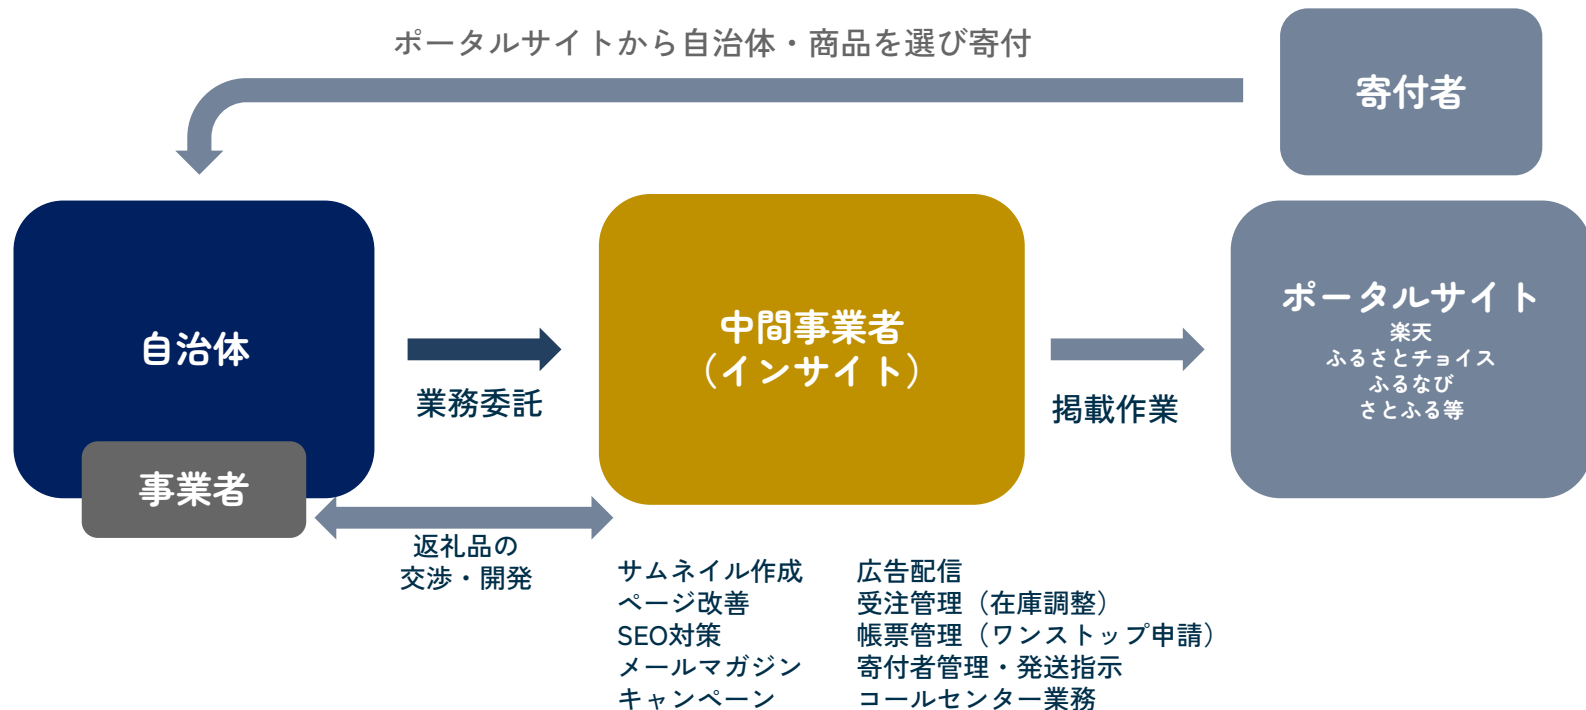 ポータルサイトから自治体・商品を選び寄付
寄付者
自治体
事業者
業務委託
返礼品の
交渉・開発
中間事業者
（インサイト）
掲載作業
ポータルサイト
楽天
ふるさとチョイス
ふるなび
さとふる等
サムネイル作成
ページ改善
SEO対策
メールマガジン
キャンペーン
広告配信
受注管理（在庫調整）
帳票管理（ワンストップ申請）
寄付者管理・発送指示
コールセンター業務